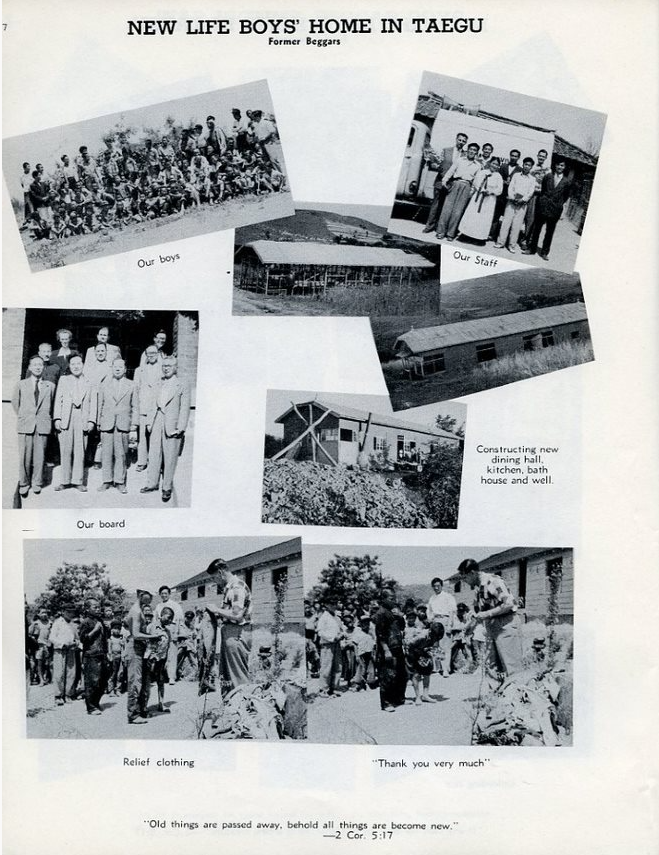 7
NEW LIFE BOYS' HOME IN TAEGU
Former Beggars
Our boys
Our Staff
Constructing new
dining hall,
kitchen, bath
house and well.
Our board
Relief clothing
"Thank you very much"
"Old things are passed away, behold all things are become new."
—2 Cor. 5:17